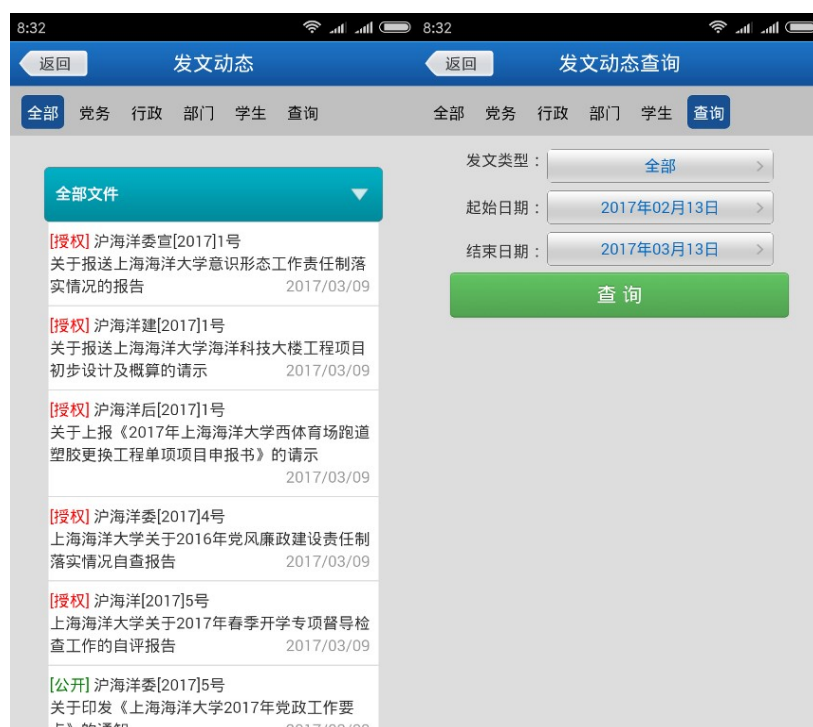 8:32
返回
发文动态
全部 党务 行政 部门 学生 查询
全部文件
[授权] 沪海洋委宣[2017]1号
关于报送上海海洋大学意识形态工作责任制落
实情况的报告 2017/03/09
[授权] 沪海洋建[2017]1号
关于报送上海海洋大学海洋科技大楼工程项目
初步设计及概算的请示 2017/03/09
[授权] 沪海洋后[2017]1号
关于上报《2017年上海海洋大学西体育场跑道
塑胶更换工程单项项目申报书》的请示
2017/03/09
[授权] 沪海洋委[2017]4号
上海海洋大学关于2016年党风廉政建设责任制
落实情况自查报告 2017/03/09
[授权] 沪海洋[2017]5号
上海海洋大学关于2017年春季开学专项督导检
查工作的自评报告 2017/03/09
[公开] 沪海洋委[2017]5号
关于印发《上海海洋大学2017年党政工作要
8:32
返回
发文动态查询
全部 党务 行政 部门 学生 查询
发文类型： 全部
起始日期： 2017年02月13日
结束日期： 2017年03月13日
查 询